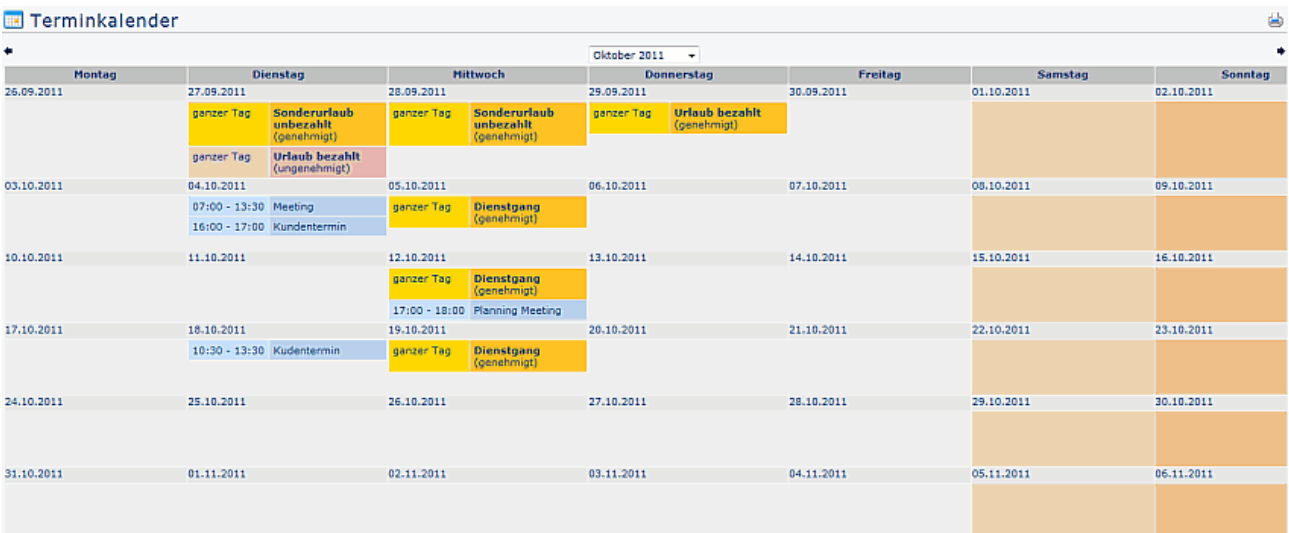 Terminkalender
Oktober 2011
Montag Dienstag Mittwoch Donnerstag Freitag Samstag Sonntag
26.09.2011 27.09.2011 28.09.2011 29.09.2011 30.09.2011 01.10.2011 02.10.2011
ganzer Tag Sonderurlaub ganzer Tag Sonderurlaub ganzer Tag Urlaub bezahlt
unbezahlt unbezahlt (genehmigt)
(genehmigt) (genehmigt)
ganzer Tag Urlaub bezahlt
(ungenehmigt)
03.10.2011 04.10.2011 05.10.2011 06.10.2011 07.10.2011 08.10.2011 09.10.2011
07:00 - 13:30 Meeting ganzer Tag Dienstgang
(genehmigt)
16:00 - 17:00 Kundentermin
10.10.2011 11.10.2011 12.10.2011 13.10.2011 14.10.2011 15.10.2011 16.10.2011
ganzer Tag Dienstgang
(genehmigt)
17:00 - 18:00 Planning Meeting
17.10.2011 18.10.2011 19.10.2011 20.10.2011 21.10.2011 22.10.2011 23.10.2011
10:30 - 13:30 Kudentermin ganzer Tag Dienstgang
(genehmigt)
24.10.2011 25.10.2011 26.10.2011 27.10.2011 28.10.2011 29.10.2011 30.10.2011
31.10.2011 01.11.2011 02.11.2011 03.11.2011 04.11.2011 05.11.2011 06.11.2011